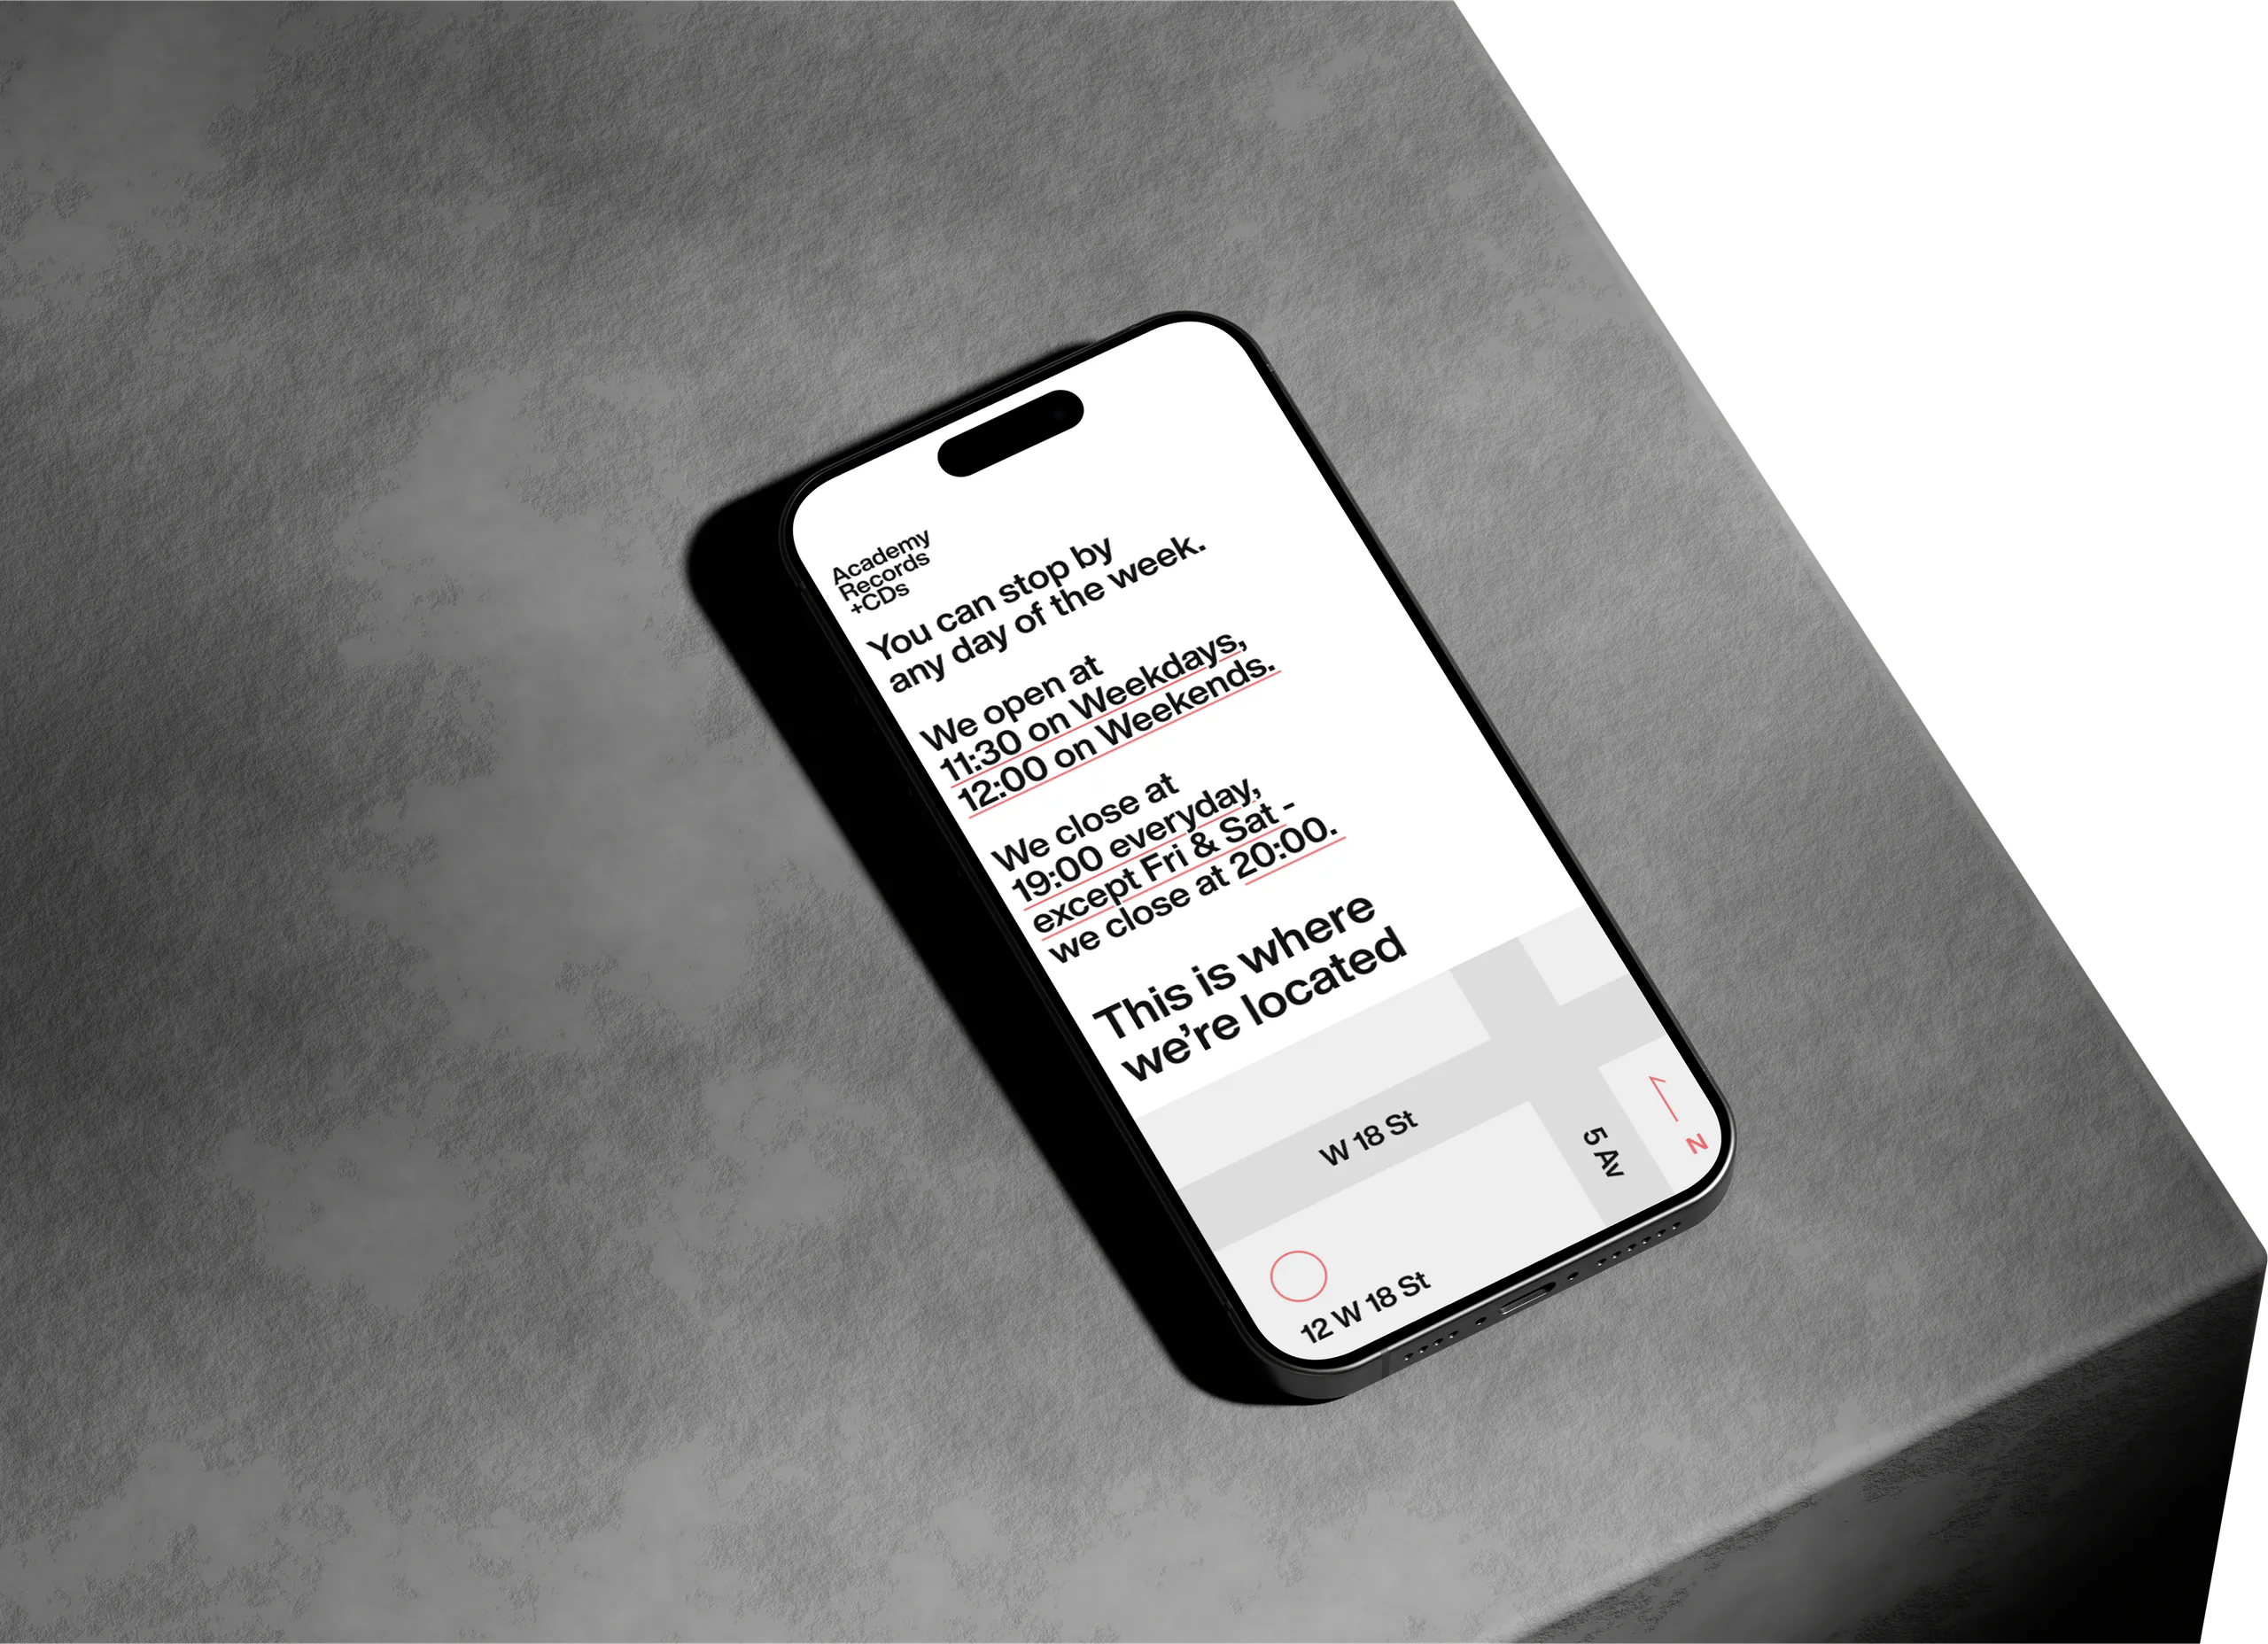 Academy
Records
+CDs
You can stop by
any day of the week.
We open at
11:30 on Weekdays,
12:00 on Weekends.
We close at
19:00 everyday,
except Fri & Sat -
we close at 20:00.
This is where
we're located
W 18 St
5 Av
N
12 W 18 St